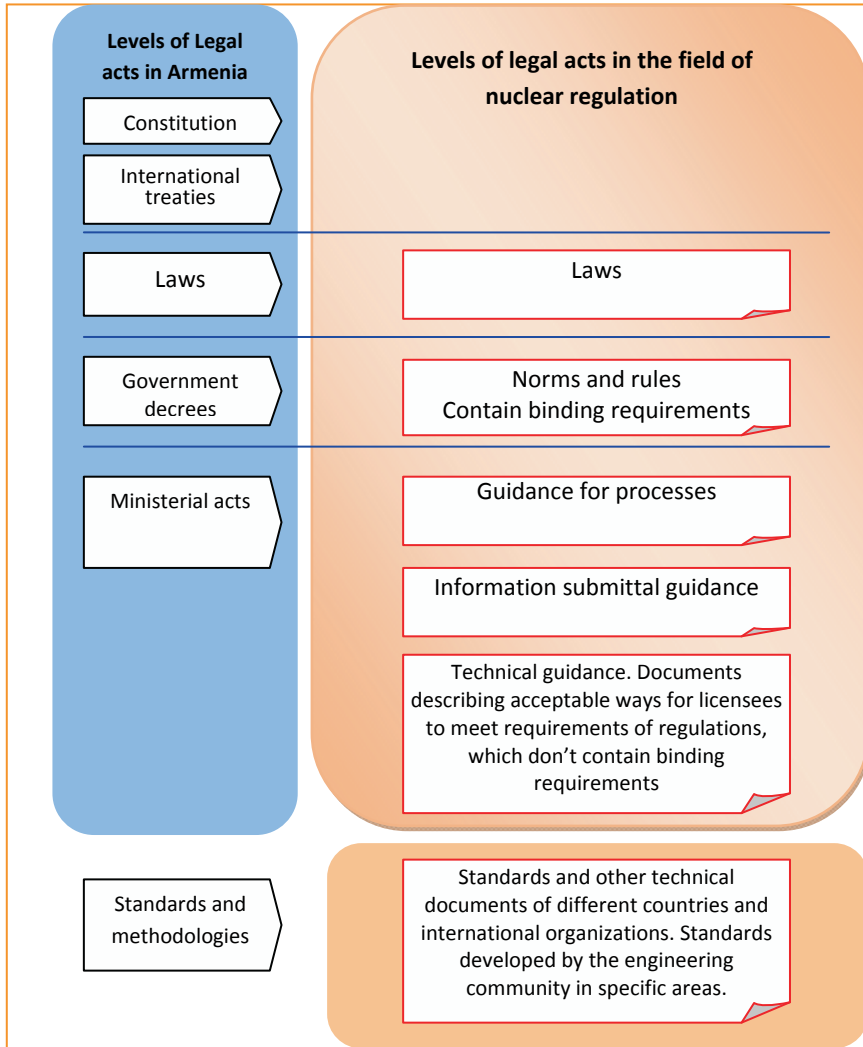 Levels of Legal
acts in Armenia
Levels of legal acts in the field of
nuclear regulation
Constitution
International
treaties
Laws
Laws
Government
decrees
Norms and rules
Contain binding requirements
Ministerial acts
Guidance for processes
Information submittal guidance
Technical guidance. Documents
describing acceptable ways for licensees
to meet requirements of regulations,
which don’t contain binding
requirements
Standards and
methodologies
Standards and other technical
documents of different countries and
international organizations. Standards
developed by the engineering
community in specific areas.